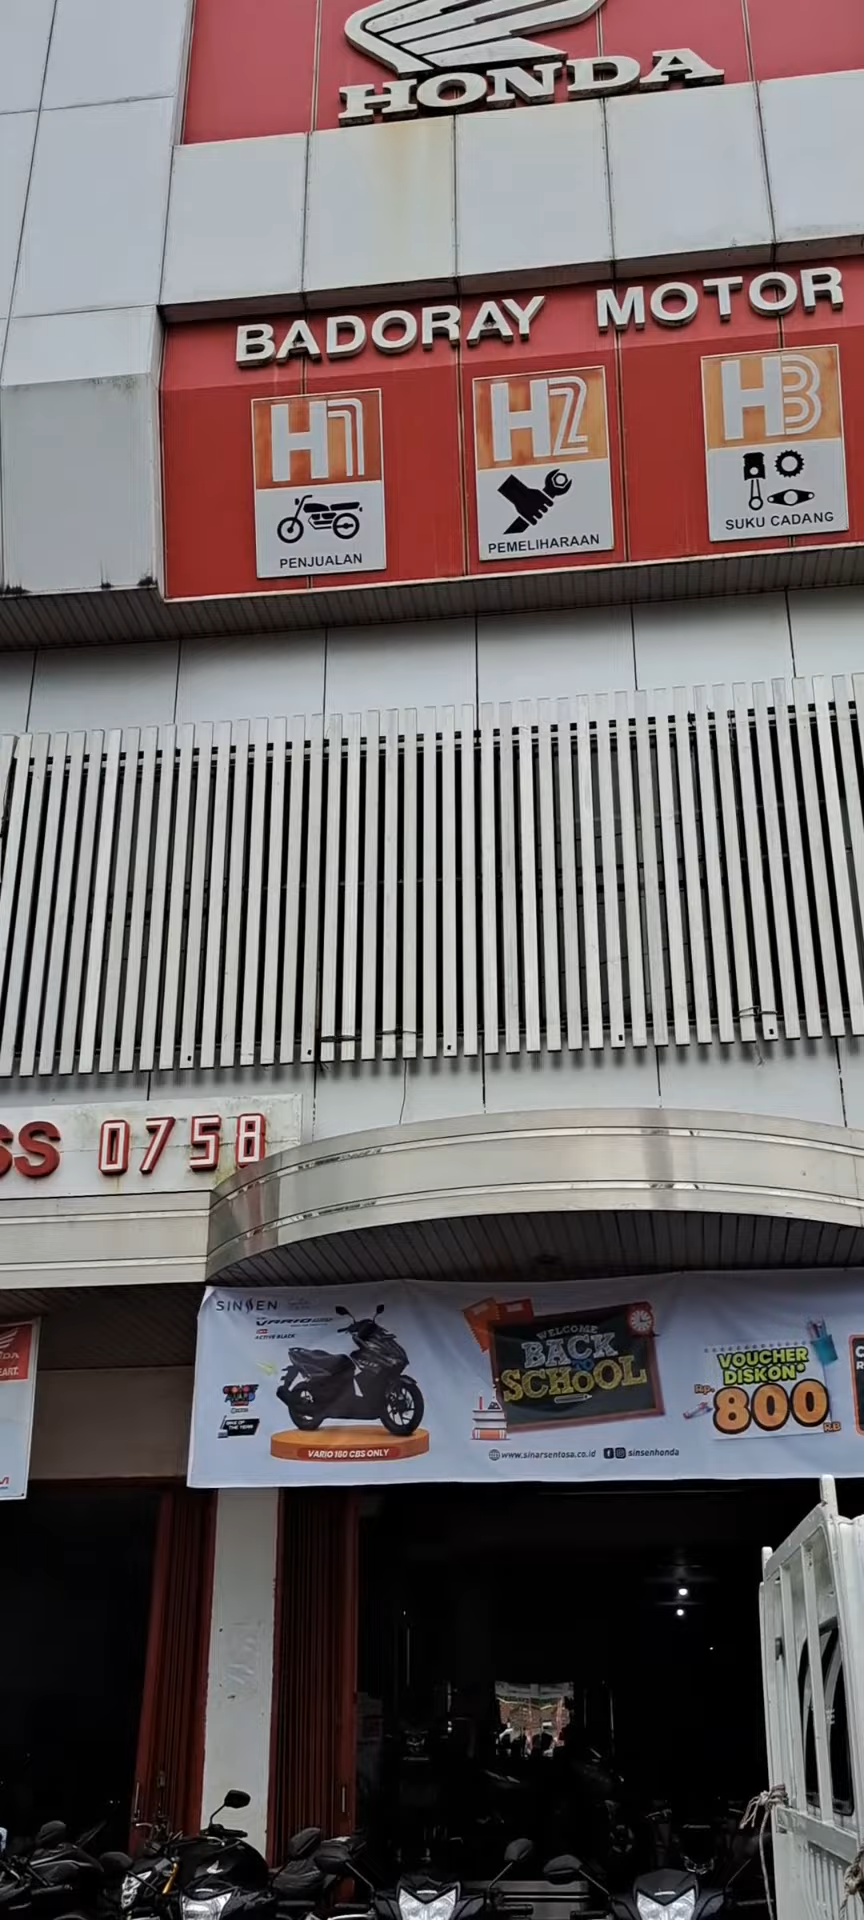 HONDA
BADORAY MOTOR
H1
PENJUALAN
H2
PEMELIHARAAN
H3
SUKU CADANG
SS 0758
SINSEN
VARIO
ACTIVE BLACK
VARIO 160 CBS ONLY
WELCOME
BACK
TO
SCHOOL
www.sinarsentosa.co.id
sinsenhonda
VOUCHER
DISKON*
Rp. 800 RB